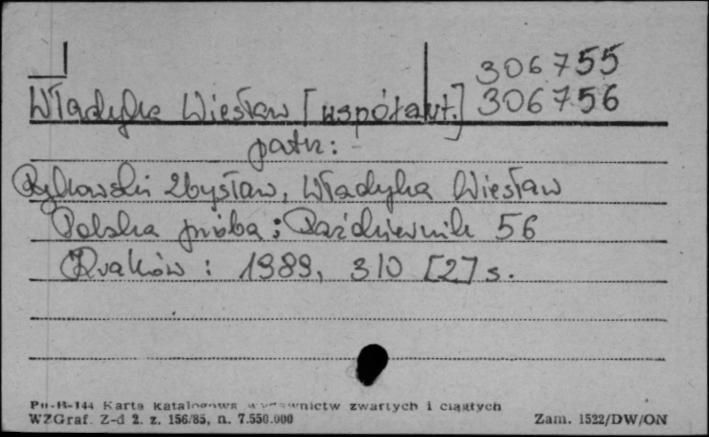 306755
Władyka Wiesław [współaut.] 306756
patrz:
Rykowski Zbysław, Władyka Wiesław
Polska próba: Październik 56
Kraków: 1989, 310 [2] s.
Pu-B-144 Karta katalogowa wydawnictw zwartych i ciągłych
WZGraf. Z-d 2. z. 156/85, n. 7.550.000 Zam. 1522/DW/ON